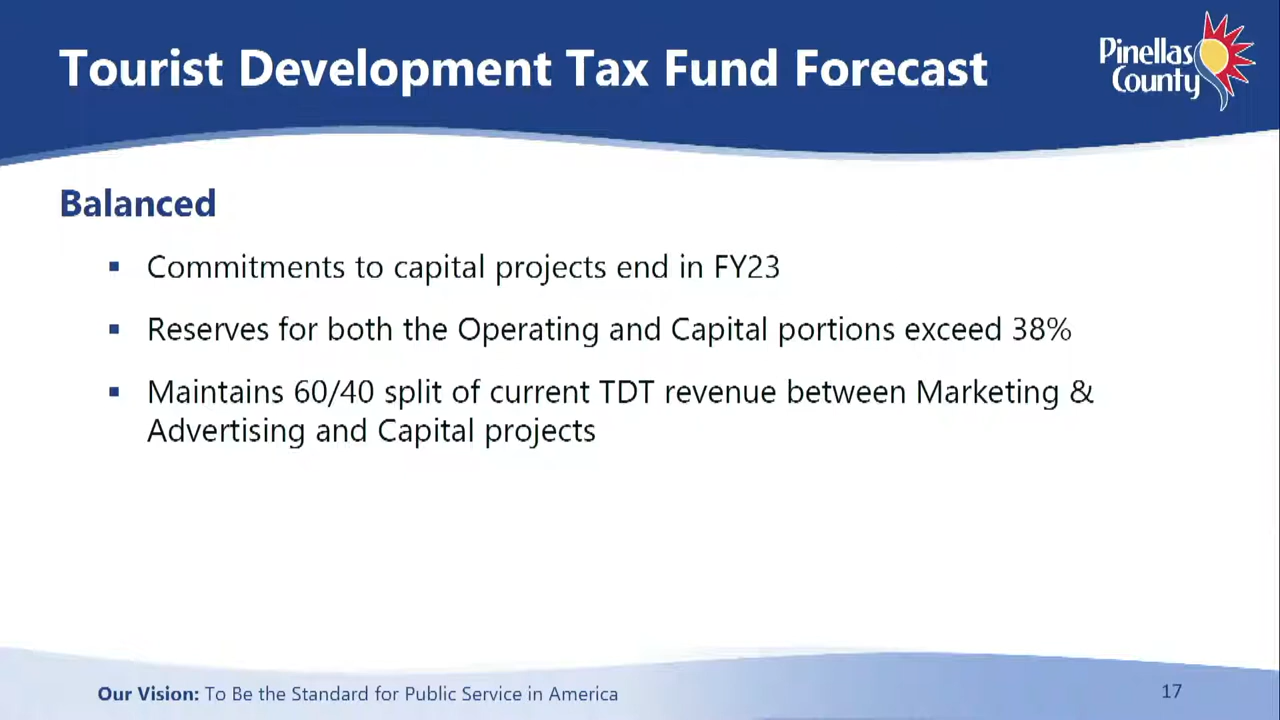 Tourist Development Tax Fund Forecast
Pinellas
County
Balanced
▪ Commitments to capital projects end in FY23
▪ Reserves for both the Operating and Capital portions exceed 38%
▪ Maintains 60/40 split of current TDT revenue between Marketing &
Advertising and Capital projects
Our Vision: To Be the Standard for Public Service in America
17